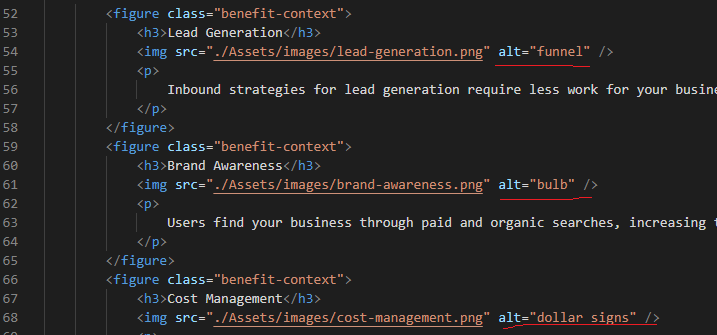 52 <figure class="benefit-context">
53 <h3>Lead Generation</h3>
54 <img src="./Assets/images/lead-generation.png" alt="funnel" />
55 <p>
56 Inbound strategies for lead generation require less work for your busine
57 </p>
58 </figure>
59 <figure class="benefit-context">
60 <h3>Brand Awareness</h3>
61 <img src="./Assets/images/brand-awareness.png" alt="bulb" />
62 <p>
63 Users find your business through paid and organic searches, increasing t
64 </p>
65 </figure>
66 <figure class="benefit-context">
67 <h3>Cost Management</h3>
68 <img src="./Assets/images/cost-management.png" alt="dollar signs" />